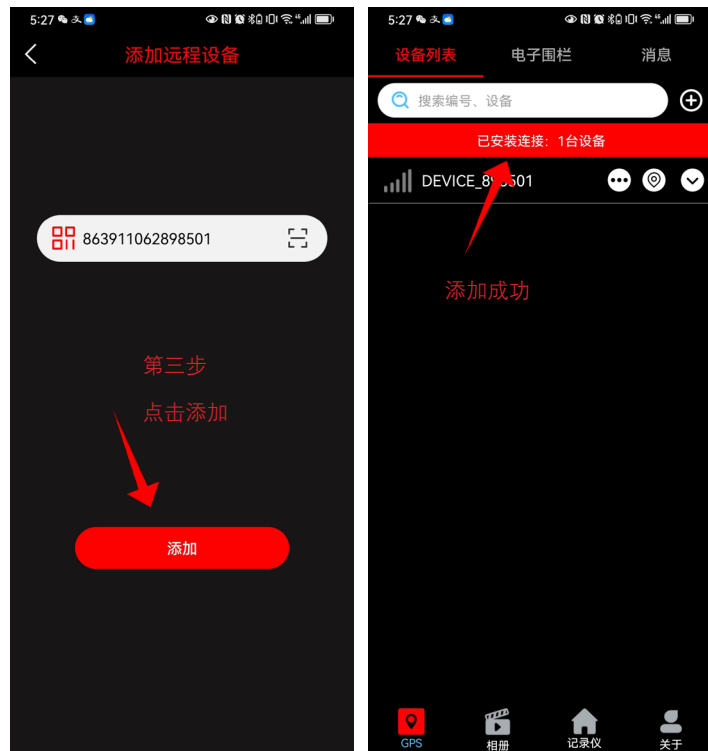 5:27
添加远程设备
863911062898501
第三步
点击添加
添加
5:27
设备列表 电子围栏 消息
搜索编号、设备
已安装连接：1台设备
添加成功
GPS 相册 记录仪 关于